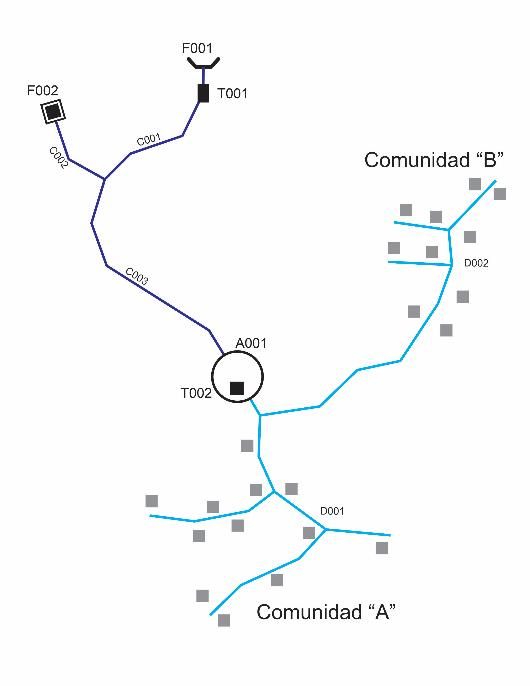 F001
F002
T001
C001
C002
Comunidad “B”
D002
C003
A001
T002
D001
Comunidad “A”